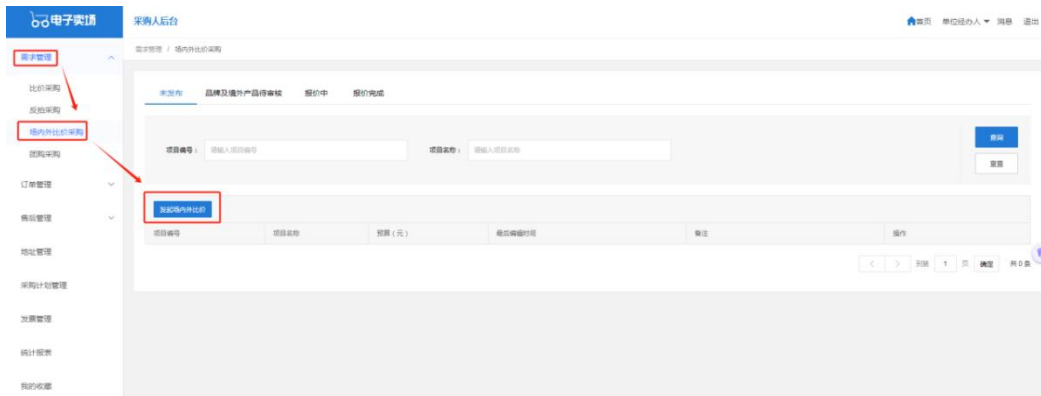 电子卖场
采购人后台
首页 单位经办人 消息 退出
需求管理
需求管理 / 场内外比价采购
比价采购
反拍采购
场内外比价采购
团购采购
订单管理
售后管理
地址管理
采购计划管理
发票管理
统计报表
我的收藏
未发布 品牌及境外产品待审核 报价中 报价完成
项目编号： 请输入项目编号 项目名称： 请输入项目名称 查询
重置
发起场内外比价
项目编号 项目名称 预算（元） 最后编辑时间 备注 操作
到第 1 页 确定 共 0 条